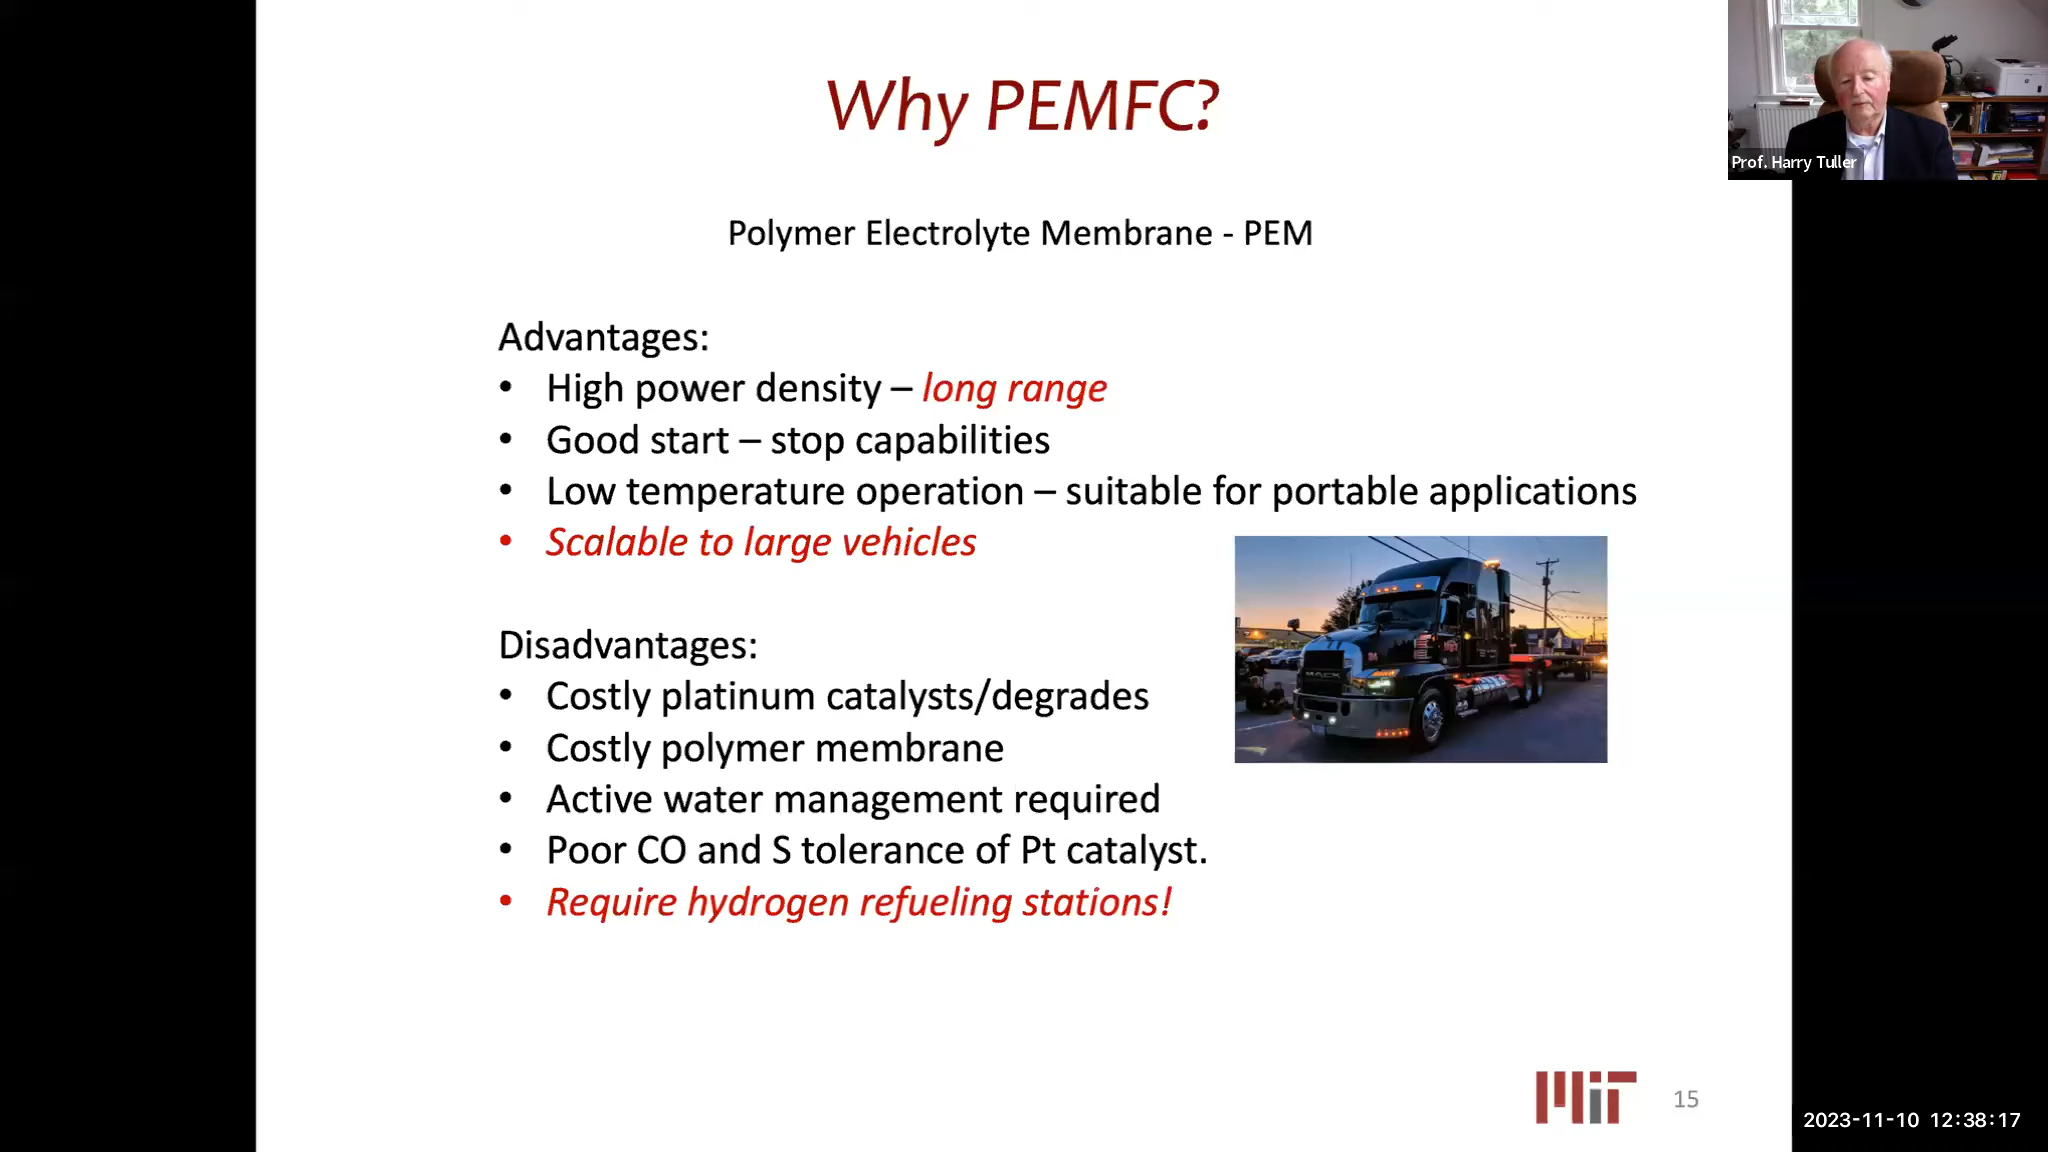 Why PEMFC?
Prof. Harry Tuller
Polymer Electrolyte Membrane - PEM
Advantages:
• High power density – long range
• Good start – stop capabilities
• Low temperature operation – suitable for portable applications
• Scalable to large vehicles
Disadvantages:
• Costly platinum catalysts/degrades
• Costly polymer membrane
• Active water management required
• Poor CO and S tolerance of Pt catalyst.
• Require hydrogen refueling stations!
MACK
MIT
15
2023-11-10 12:38:17